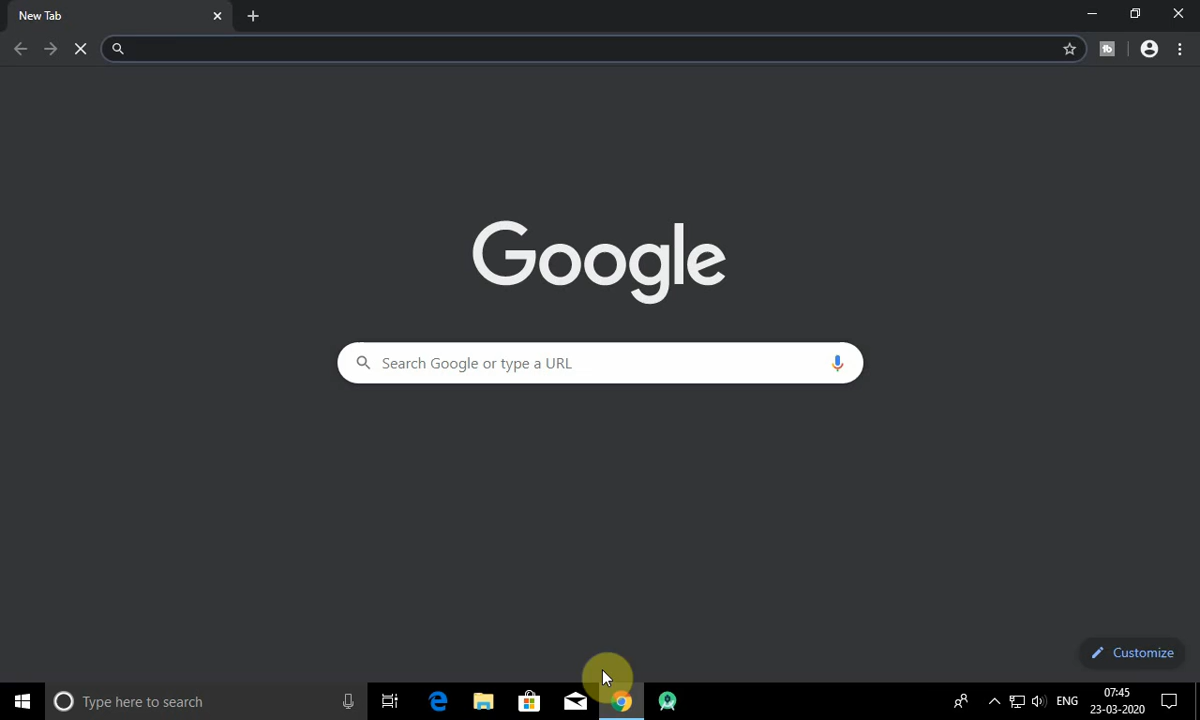 New Tab
Google
Search Google or type a URL
Customize
Type here to search
ENG
07:45
23-03-2020